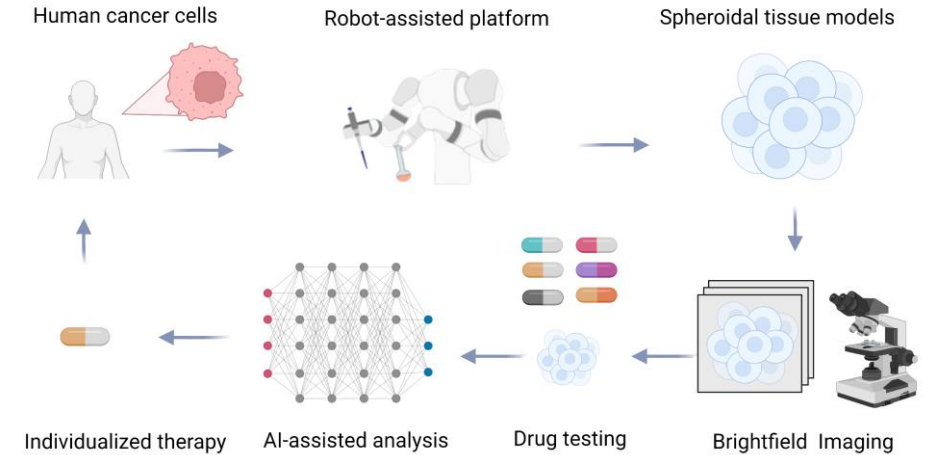 Human cancer cells
Robot-assisted platform
Spheroidal tissue models
Individualized therapy
AI-assisted analysis
Drug testing
Brightfield Imaging